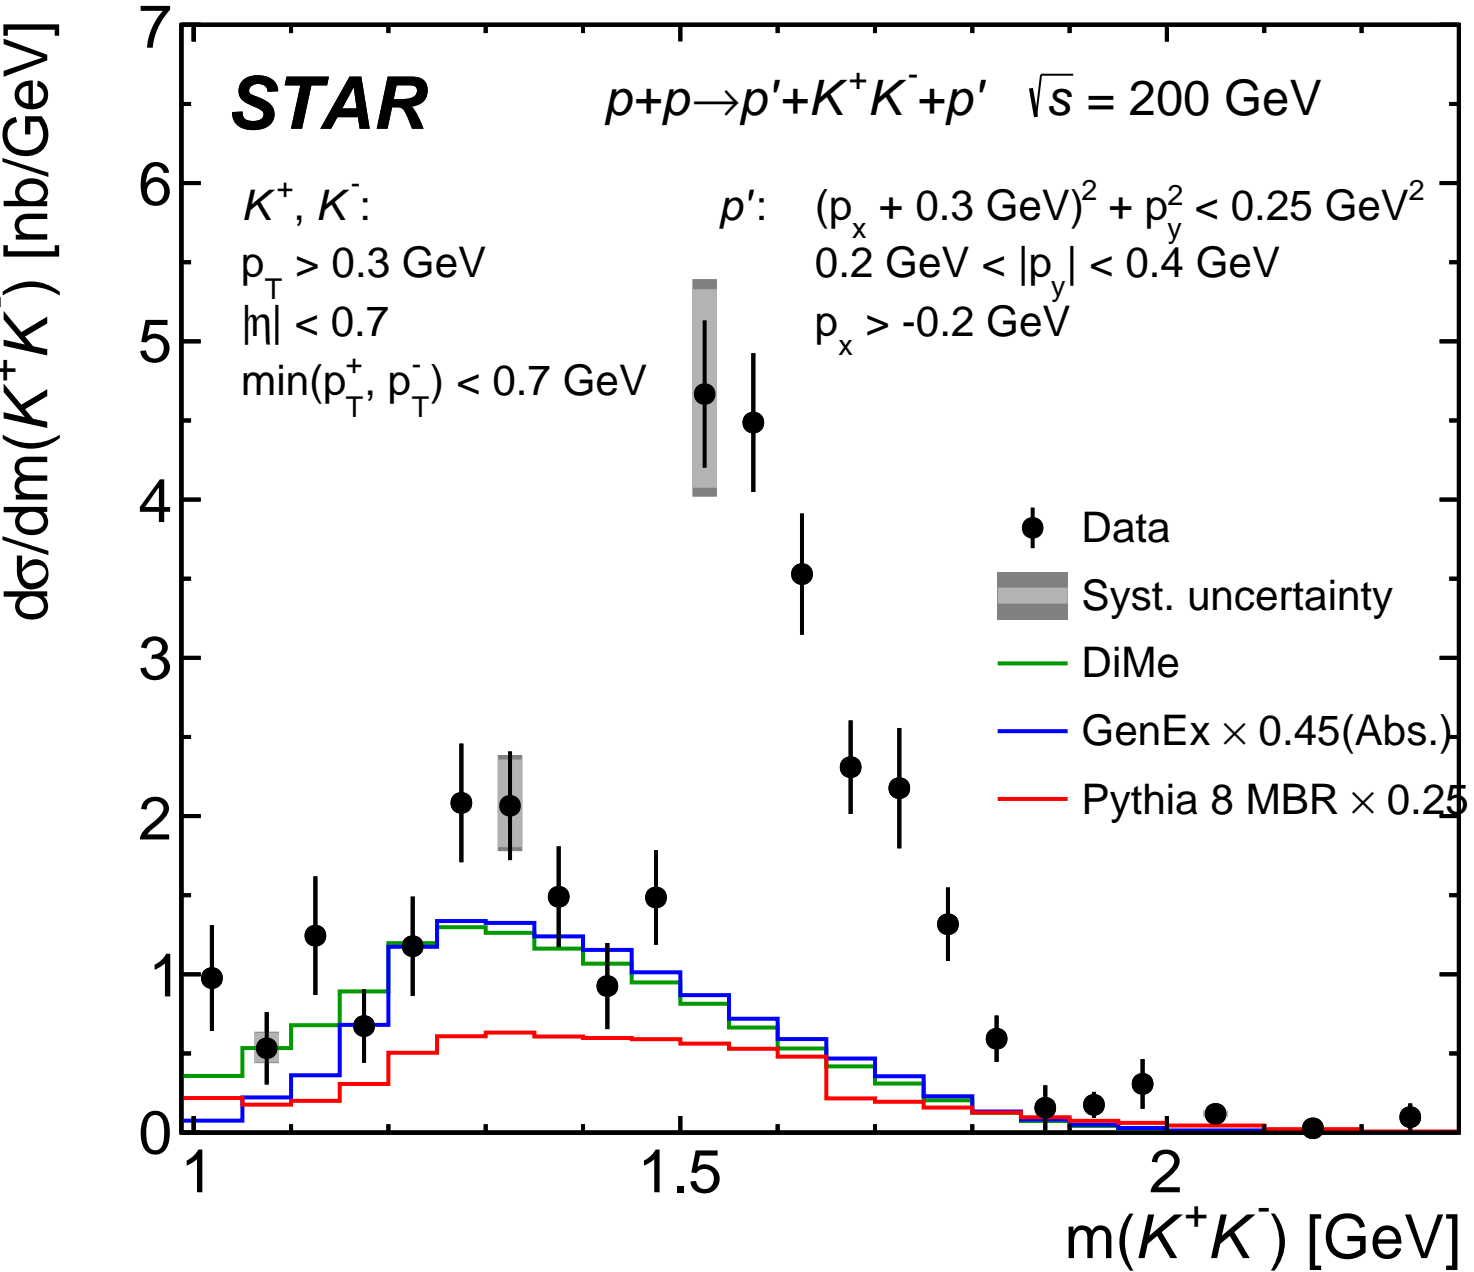 STAR
p+p→p′+K⁺K⁻+p′ √s = 200 GeV
K⁺, K⁻:
p_T > 0.3 GeV
|η| < 0.7
min(p_T⁺, p_T⁻) < 0.7 GeV
p′: (p_x + 0.3 GeV)² + p_y² < 0.25 GeV²
0.2 GeV < |p_y| < 0.4 GeV
p_x > -0.2 GeV
Data
Syst. uncertainty
DiMe
GenEx × 0.45(Abs.)
Pythia 8 MBR × 0.25
dσ/dm(K⁺K⁻) [nb/GeV]
7
6
5
4
3
2
1
0
1 1.5 2
m(K⁺K⁻) [GeV]